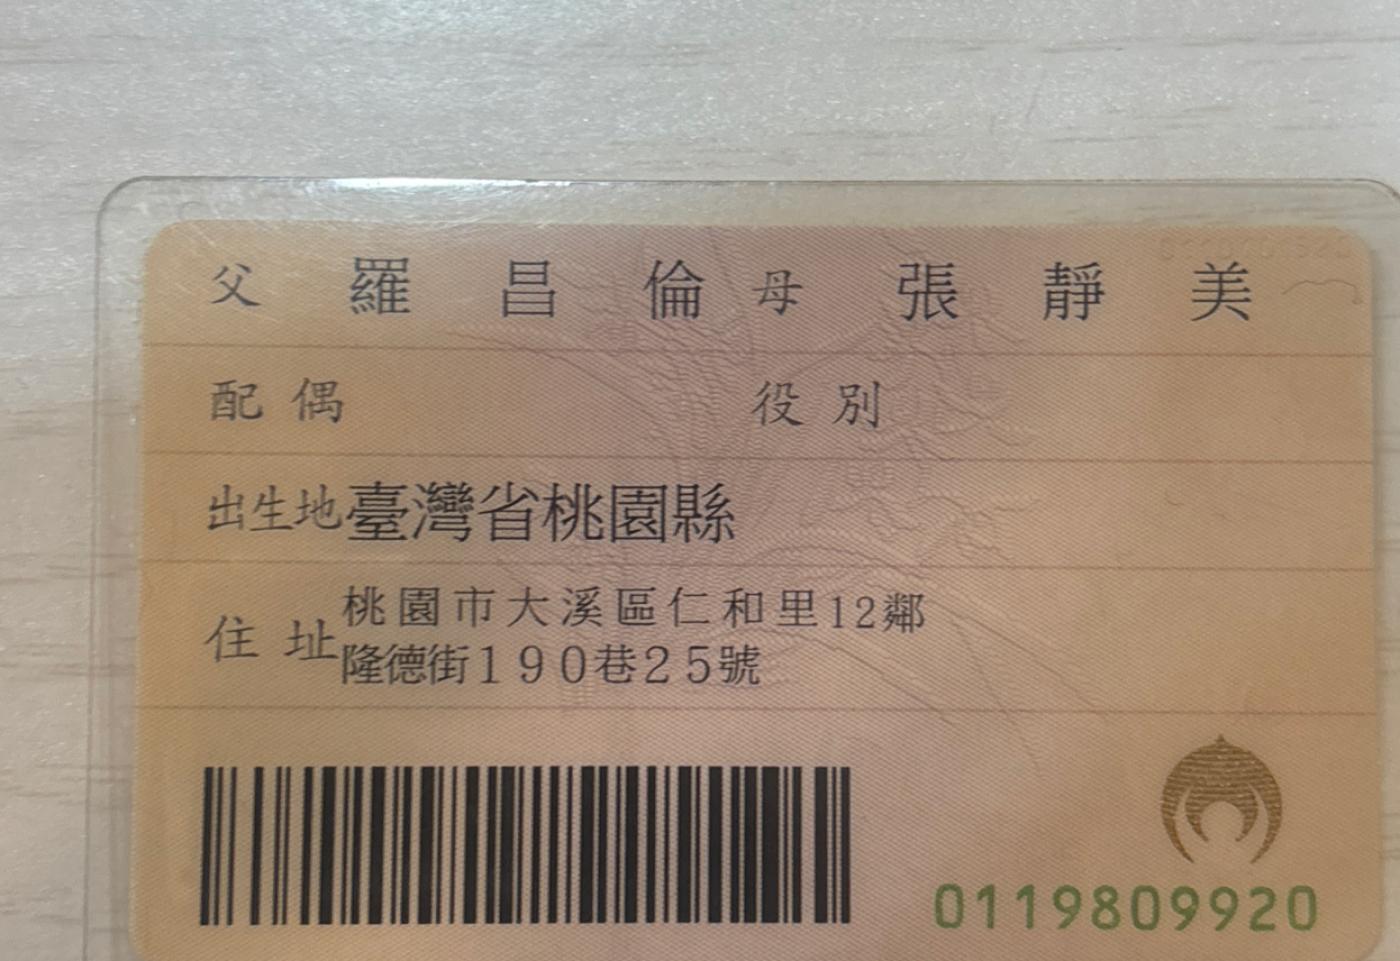 父 羅昌倫 母 張靜美
配偶 役別
出生地 臺灣省桃園縣
住址 桃園市大溪區仁和里12鄰
隆德街190巷25號
0119809920